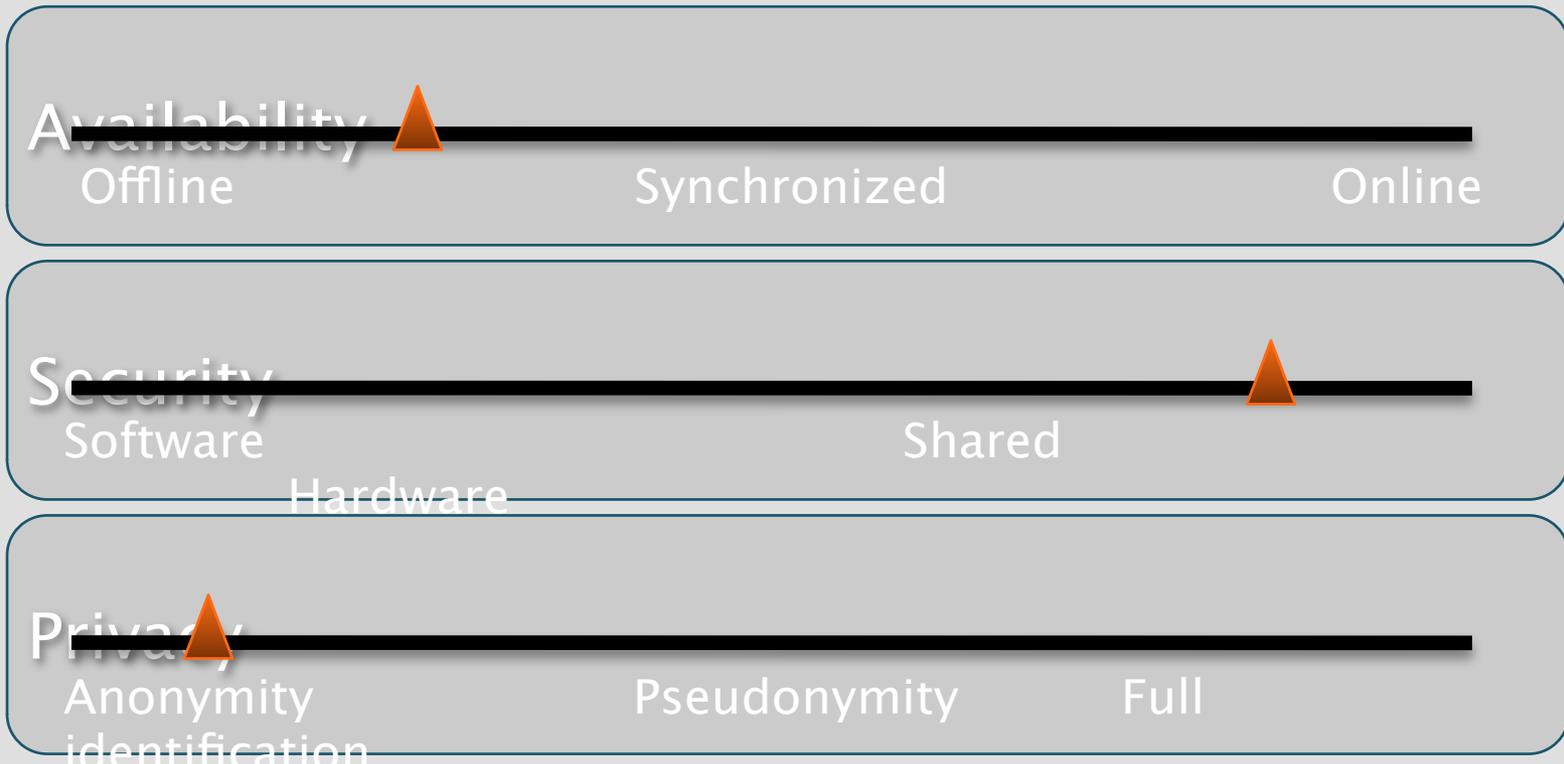 Availability
Offline Synchronized Online
Security
Software Shared
Hardware
Privacy
Anonymity Pseudonymity Full
identification